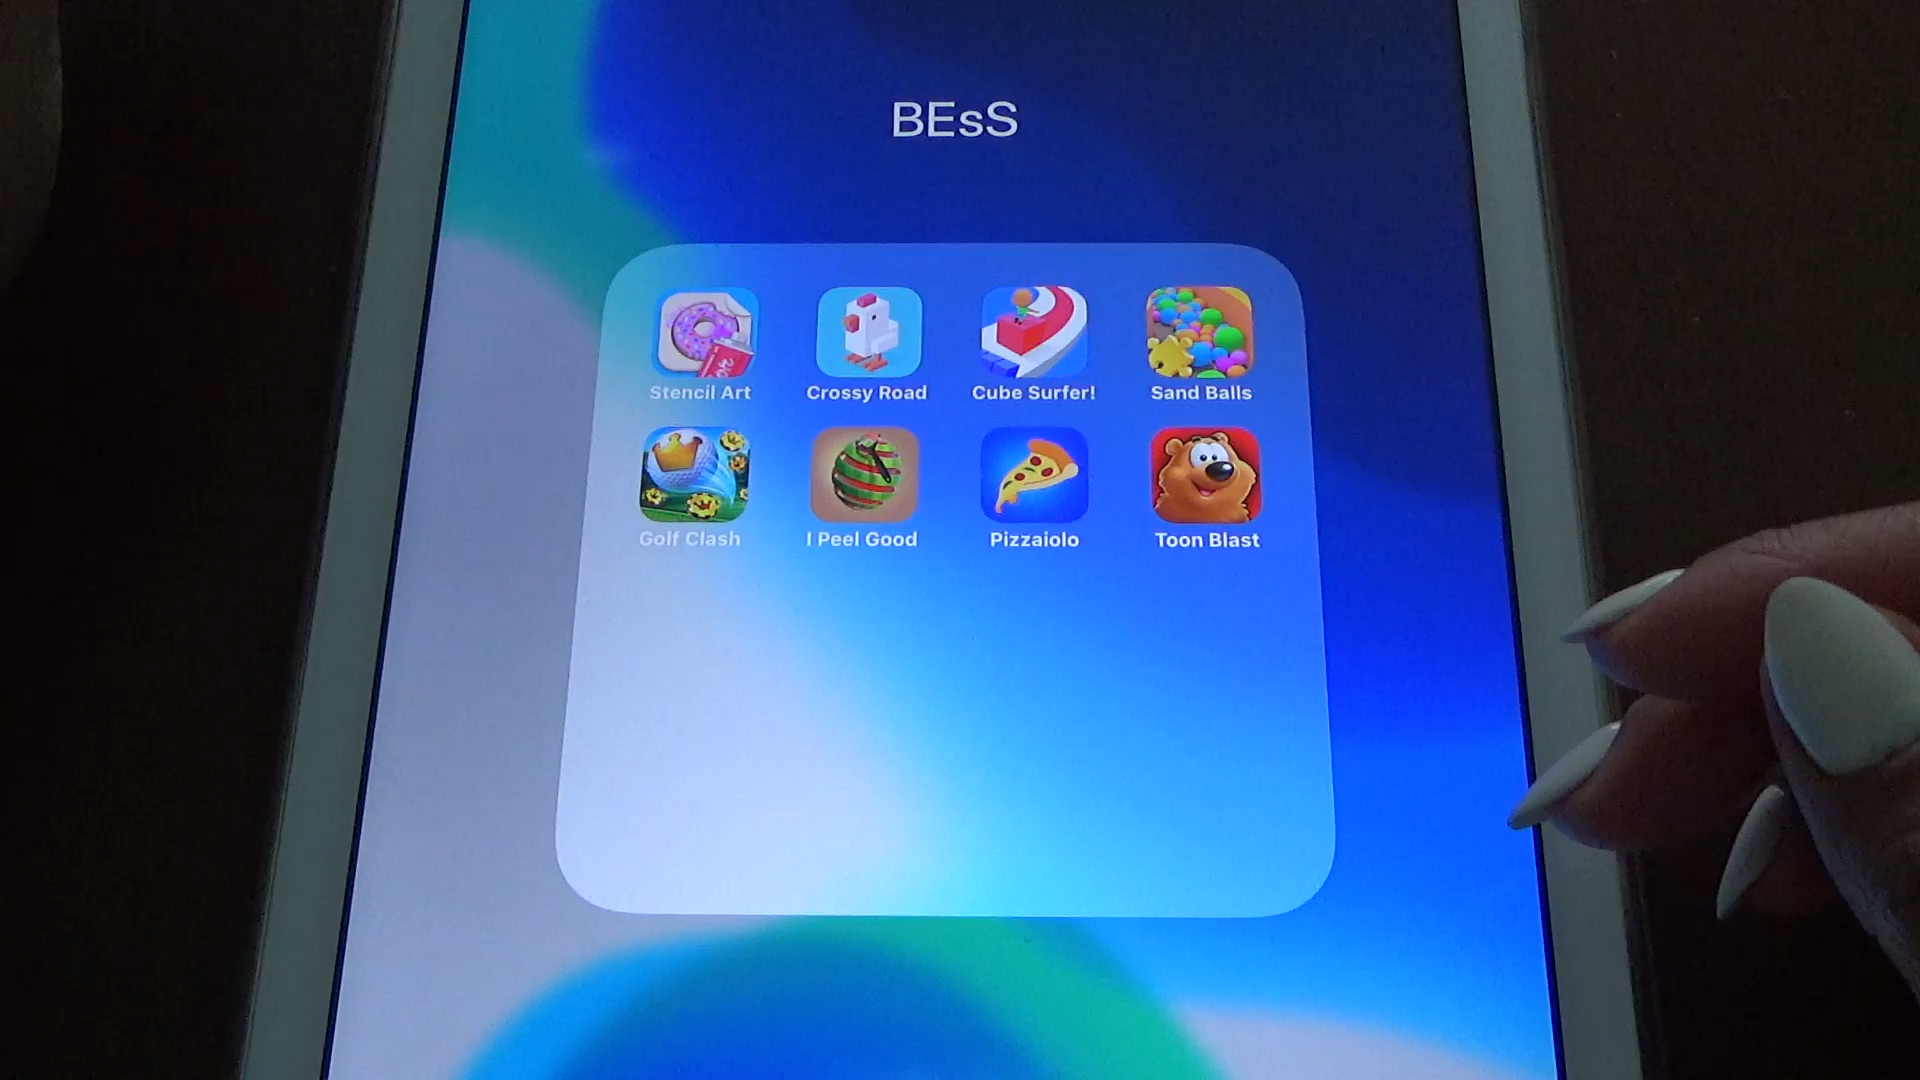 BEsS
Stencil Art Crossy Road Cube Surfer! Sand Balls
Golf Clash I Peel Good Pizzaiolo Toon Blast